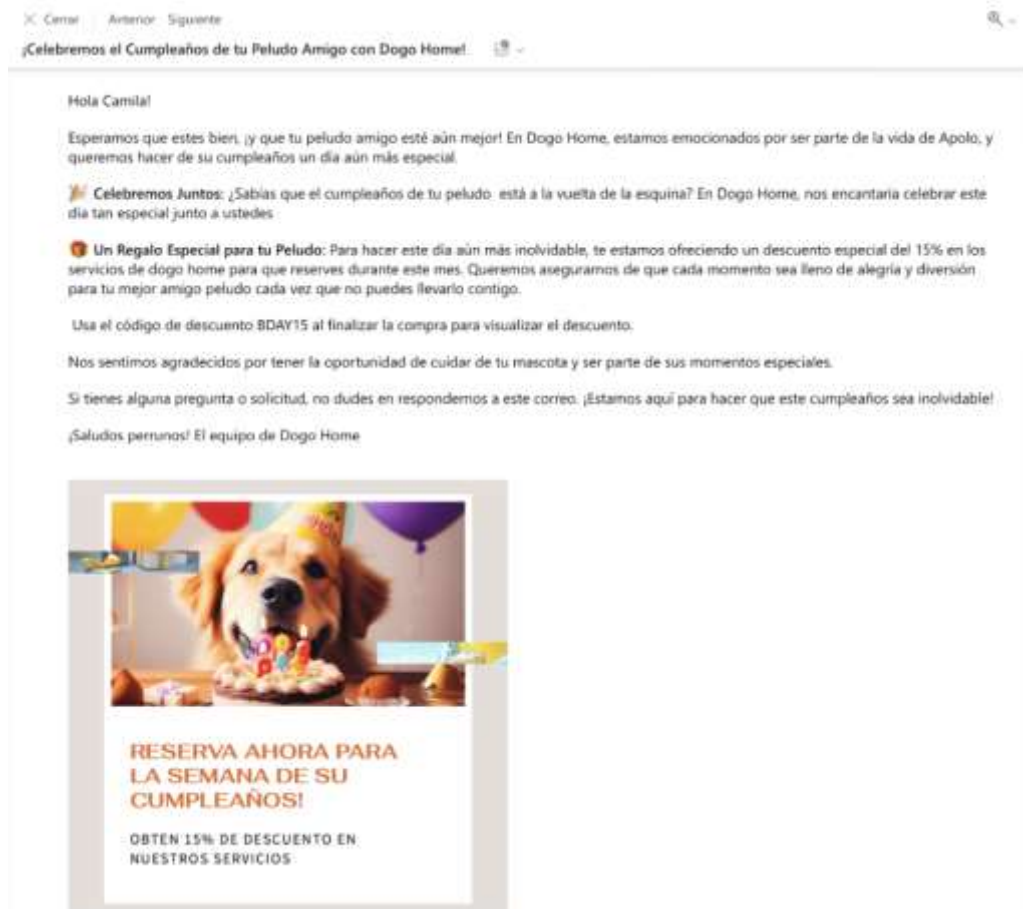 Cerrar Anterior Siguiente
¡Celebremos el Cumpleaños de tu Peludo Amigo con Dogo Home!
Hola Camila!
Esperamos que estes bien, ¡y que tu peludo amigo esté aún mejor! En Dogo Home, estamos emocionados por ser parte de la vida de Apolo, y
queremos hacer de su cumpleaños un día aún más especial.
Celebremos Juntos: ¿Sabías que el cumpleaños de tu peludo está a la vuelta de la esquina? En Dogo Home, nos encantaria celebrar este
día tan especial junto a ustedes
Un Regalo Especial para tu Peludo: Para hacer este día aún más inolvidable, te estamos ofreciendo un descuento especial del 15% en los
servicios de dogo home para que reserves durante este mes. Queremos asegurarnos de que cada momento sea lleno de alegría y diversión
para tu mejor amigo peludo cada vez que no puedes llevarlo contigo.
Usa el código de descuento BDAY15 al finalizar la compra para visualizar el descuento.
Nos sentimos agradecidos por tener la oportunidad de cuidar de tu mascota y ser parte de sus momentos especiales.
Si tienes alguna pregunta o solicitud, no dudes en respondernos a este correo. ¡Estamos aquí para hacer que este cumpleaños sea inolvidable!
¡Saludos perrunos! El equipo de Dogo Home
RESERVA AHORA PARA
LA SEMANA DE SU
CUMPLEAÑOS!
OBTEN 15% DE DESCUENTO EN
NUESTROS SERVICIOS